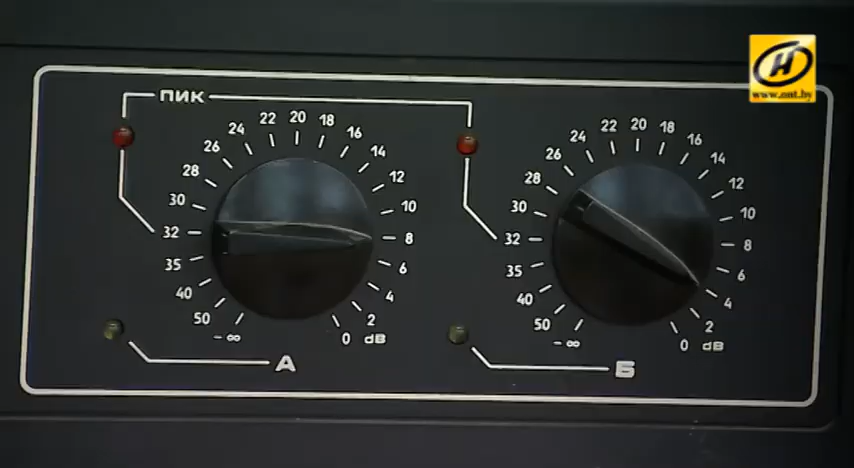 ПИК
20 20
22 18 22 18
24 16 24 16
26 14 26 14
28 12 28 12
30 10 30 10
32 8 32 8
35 6 35 6
40 4 40 4
50 2 50 2
- ∞ 0 dB - ∞ 0 dB
А Б
www.ont.by